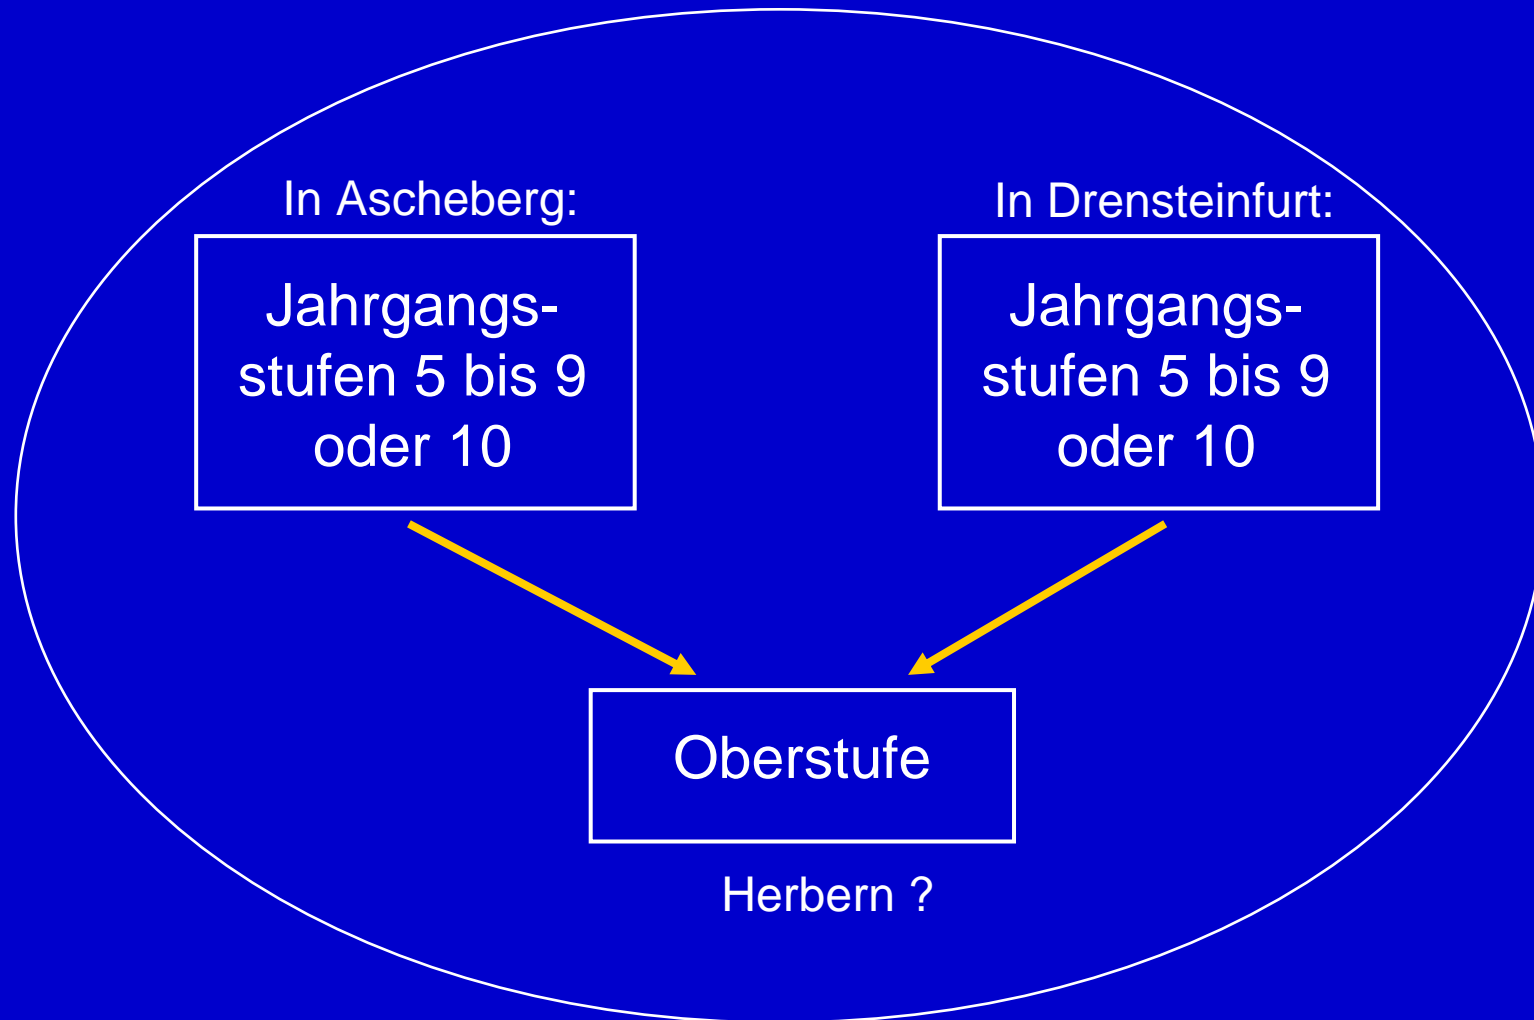 In Ascheberg:
Jahrgangs-
stufen 5 bis 9
oder 10
In Drensteinfurt:
Jahrgangs-
stufen 5 bis 9
oder 10
Oberstufe
Herbern ?